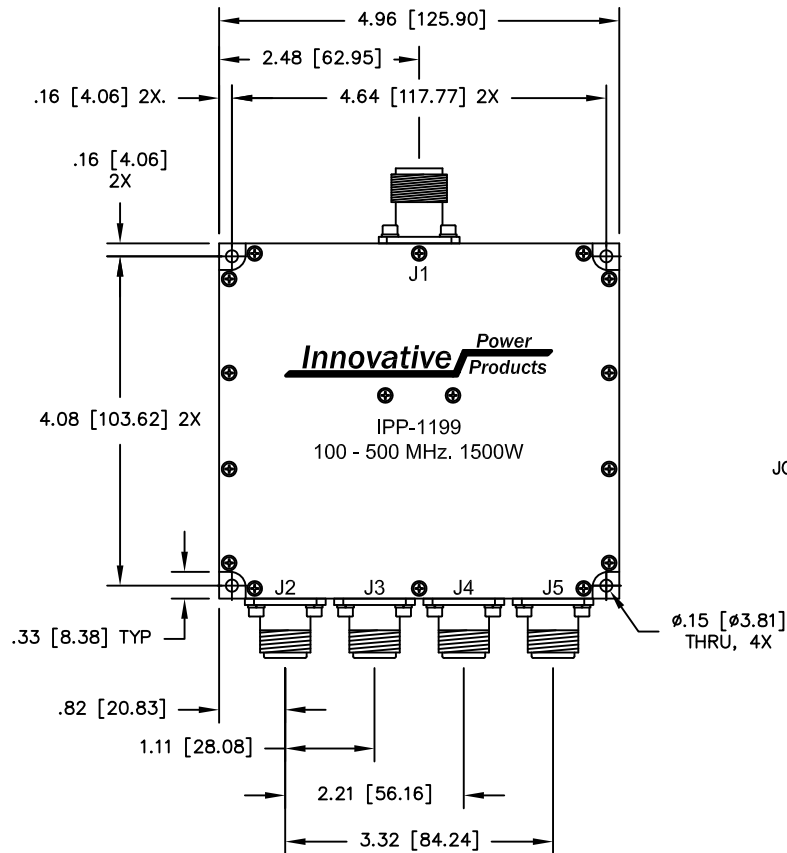 4.96 [125.90]
2.48 [62.95]
.16 [4.06] 2X.
4.64 [117.77] 2X
.16 [4.06]
2X
J1
Innovative Power
Products
4.08 [103.62] 2X
IPP-1199
100 - 500 MHz. 1500W
J2
J3
J4
J5
.33 [8.38] TYP
ø.15 [ø3.81]
THRU, 4X
.82 [20.83]
1.11 [28.08]
2.21 [56.16]
3.32 [84.24]